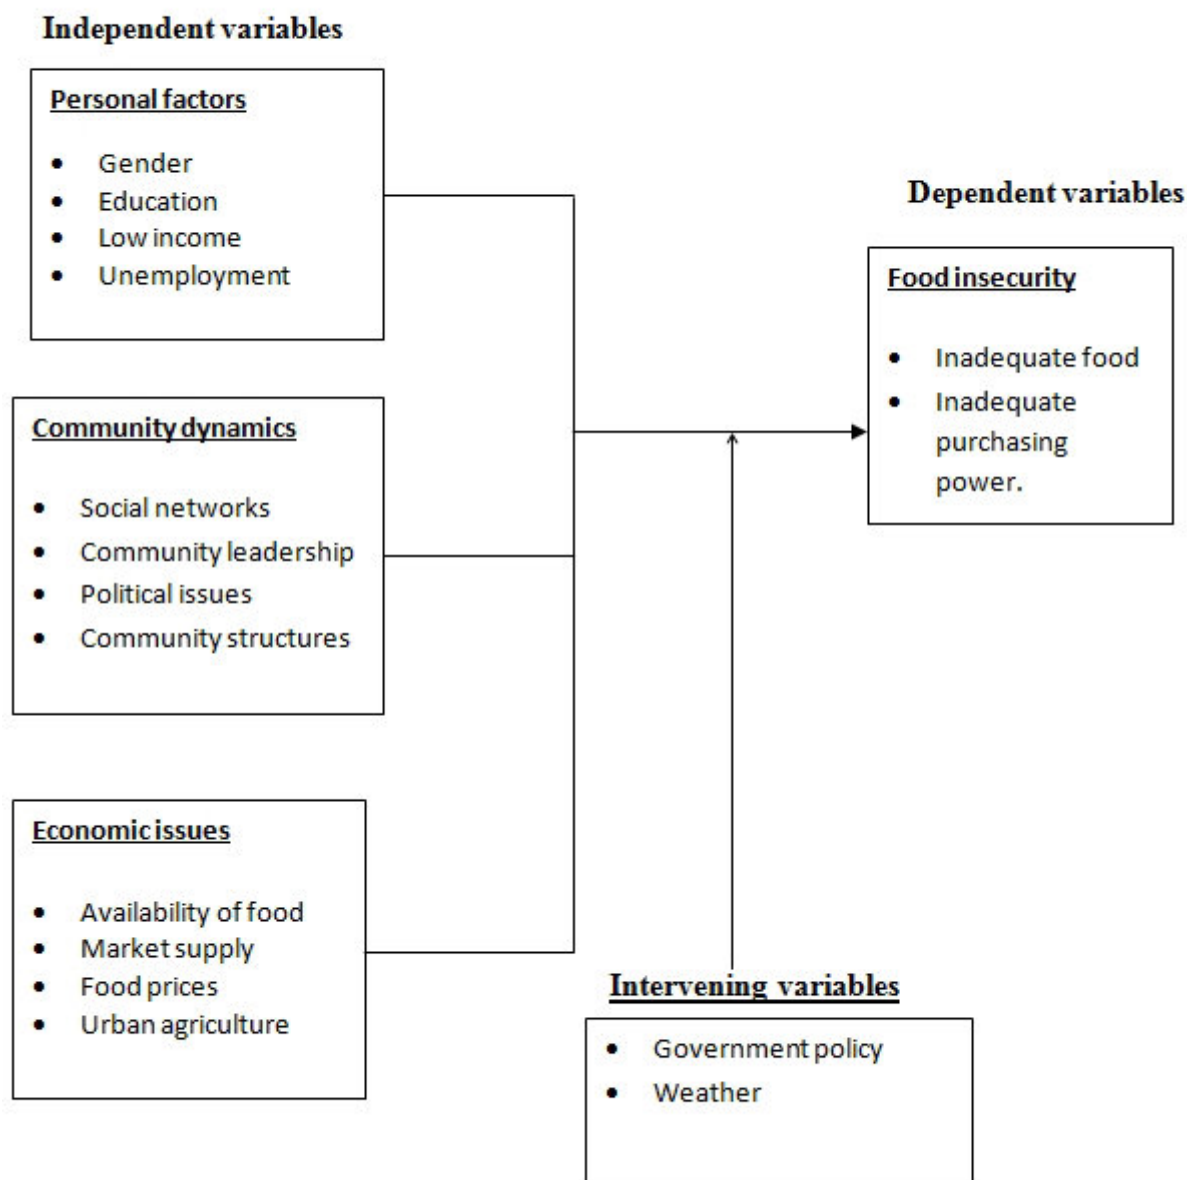 Independent variables
Personal factors
• Gender
• Education
• Low income
• Unemployment
Community dynamics
• Social networks
• Community leadership
• Political issues
• Community structures
Economic issues
• Availability of food
• Market supply
• Food prices
• Urban agriculture
Dependent variables
Food insecurity
• Inadequate food
• Inadequate
purchasing
power.
Intervening variables
• Government policy
• Weather